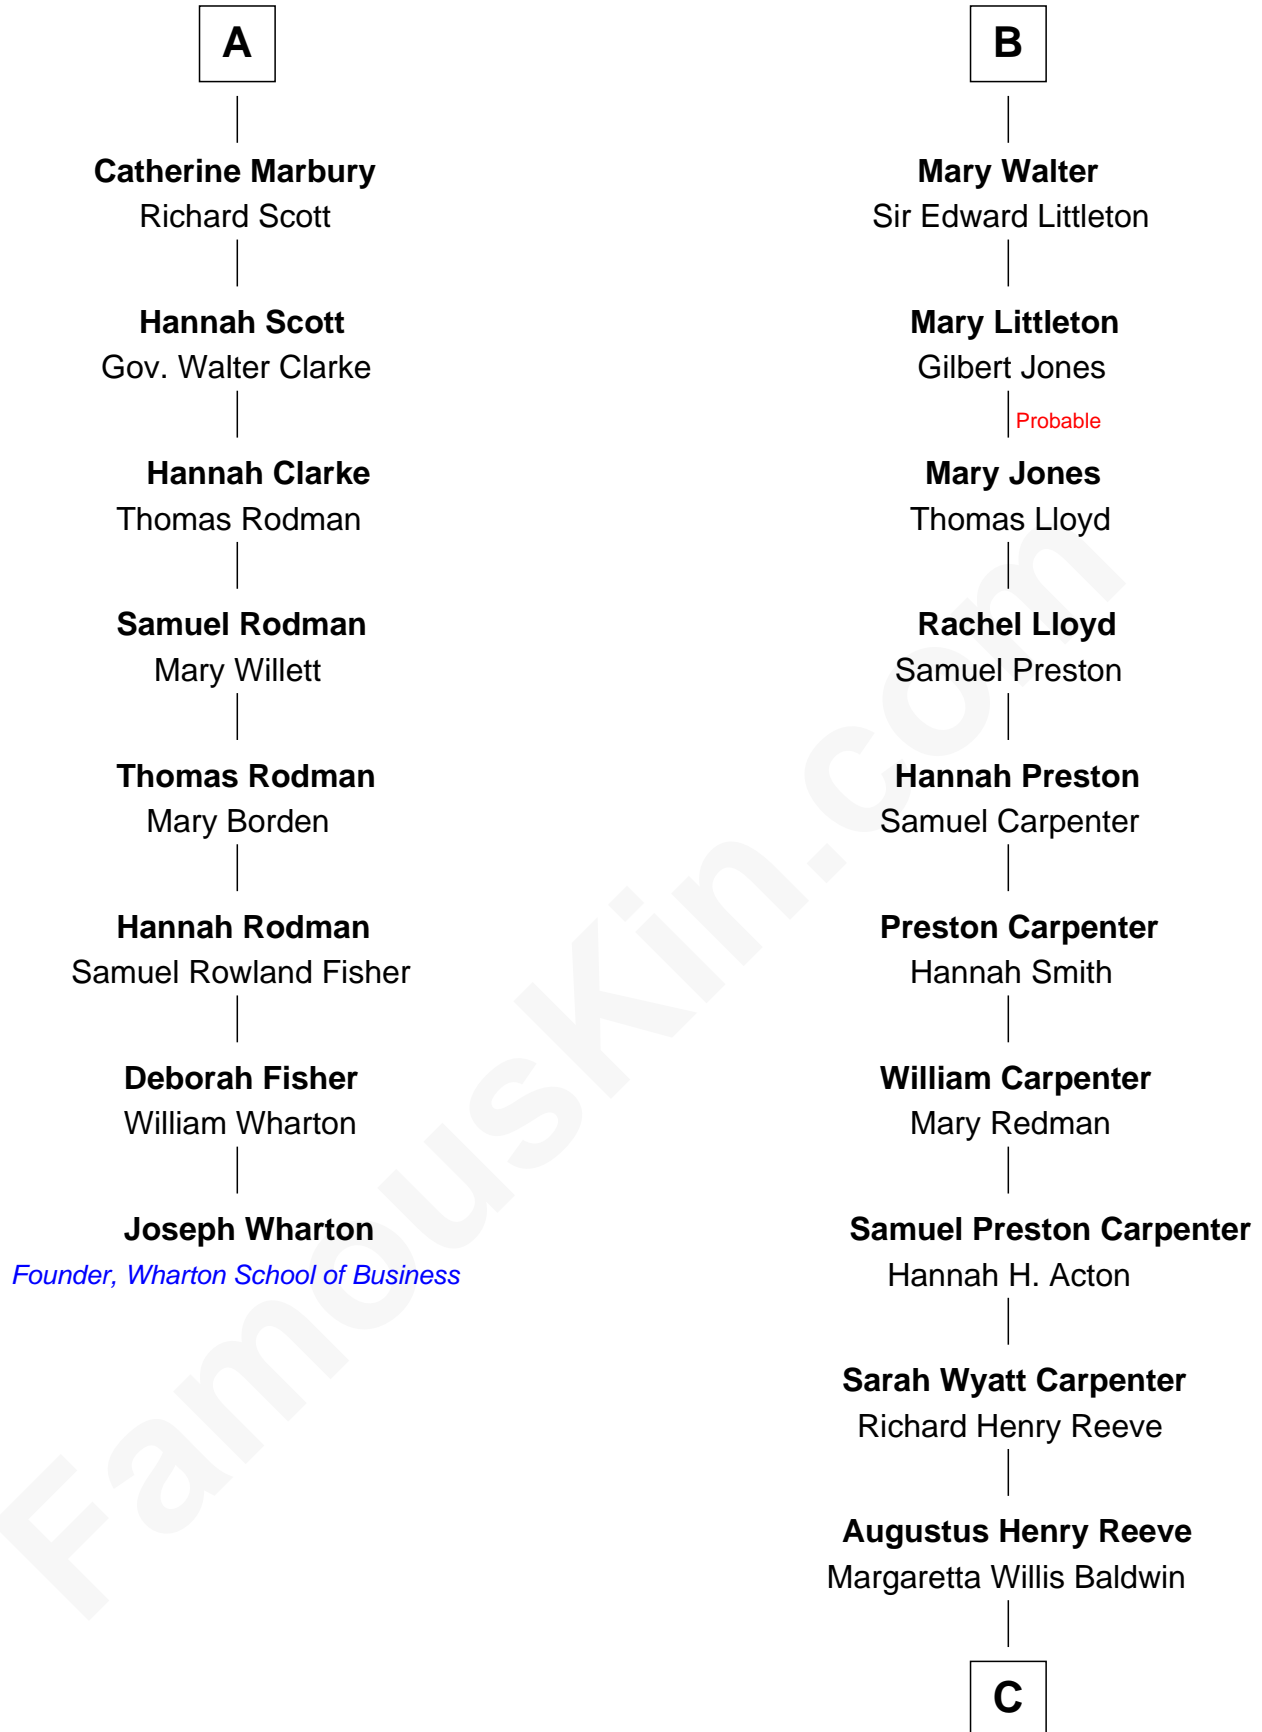 A
Catherine Marbury
Richard Scott
Hannah Scott
Gov. Walter Clarke
Hannah Clarke
Thomas Rodman
Samuel Rodman
Mary Willett
Thomas Rodman
Mary Borden
Hannah Rodman
Samuel Rowland Fisher
Deborah Fisher
William Wharton
Joseph Wharton
Founder, Wharton School of Business
B
Mary Walter
Sir Edward Littleton
Mary Littleton
Gilbert Jones
Probable
Mary Jones
Thomas Lloyd
Rachel Lloyd
Samuel Preston
Hannah Preston
Samuel Carpenter
Preston Carpenter
Hannah Smith
William Carpenter
Mary Redman
Samuel Preston Carpenter
Hannah H. Acton
Sarah Wyatt Carpenter
Richard Henry Reeve
Augustus Henry Reeve
Margaretta Willis Baldwin
C
FamousKin.com